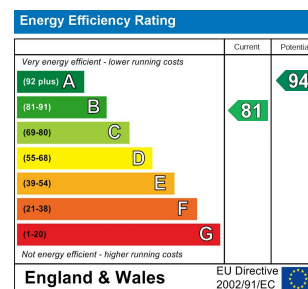 Energy Efficiency Rating
Current Potentia
Very energy efficient - lower running costs
(92 plus) A
94
(81-91) B
81
(69-80) C
(55-68) D
(39-54) E
(21-38) F
(1-20) G
Not energy efficient - higher running costs
England & Wales
EU Directive
2002/91/EC